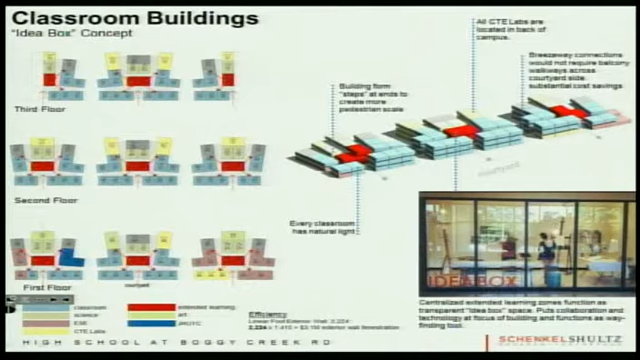 Classroom Buildings
"Idea Box" Concept
All CTE Labs are
located in back of
campus.
Breezeway connections
would not require balcony
walkways across
courtyard side
substantial cost savings
Building form
"steps" at ends to
create more
pedestrian scale
Third Floor
Second Floor
courtyard
Every classroom
has natural light
First Floor
courtyard
IDEABOX
classroom
science
ESE
CTE Labs
extended learning
art
JROTC
Efficiency
Centralized extended learning zones function as
transparent "idea box" space. Puts collaboration and
technology at focus of building and functions as way-
finding tool.
HIGH SCHOOL AT BOGGY CREEK RD
SCHENKELSHULTZ